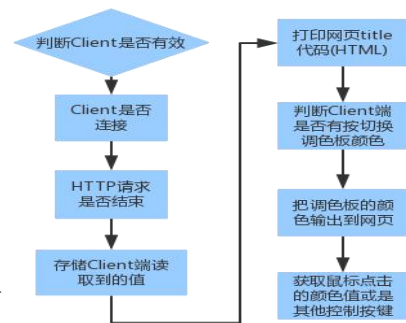 判断Client是否有效
Client是否
连接
HTTP请求
是否结束
存储Client端读
取到的值
打印网页title
代码(HTML)
判断Client端
是否有按切换
调色板颜色
把调色板的颜
色输出到网页
获取鼠标点击
的颜色值或是
其他控制按键